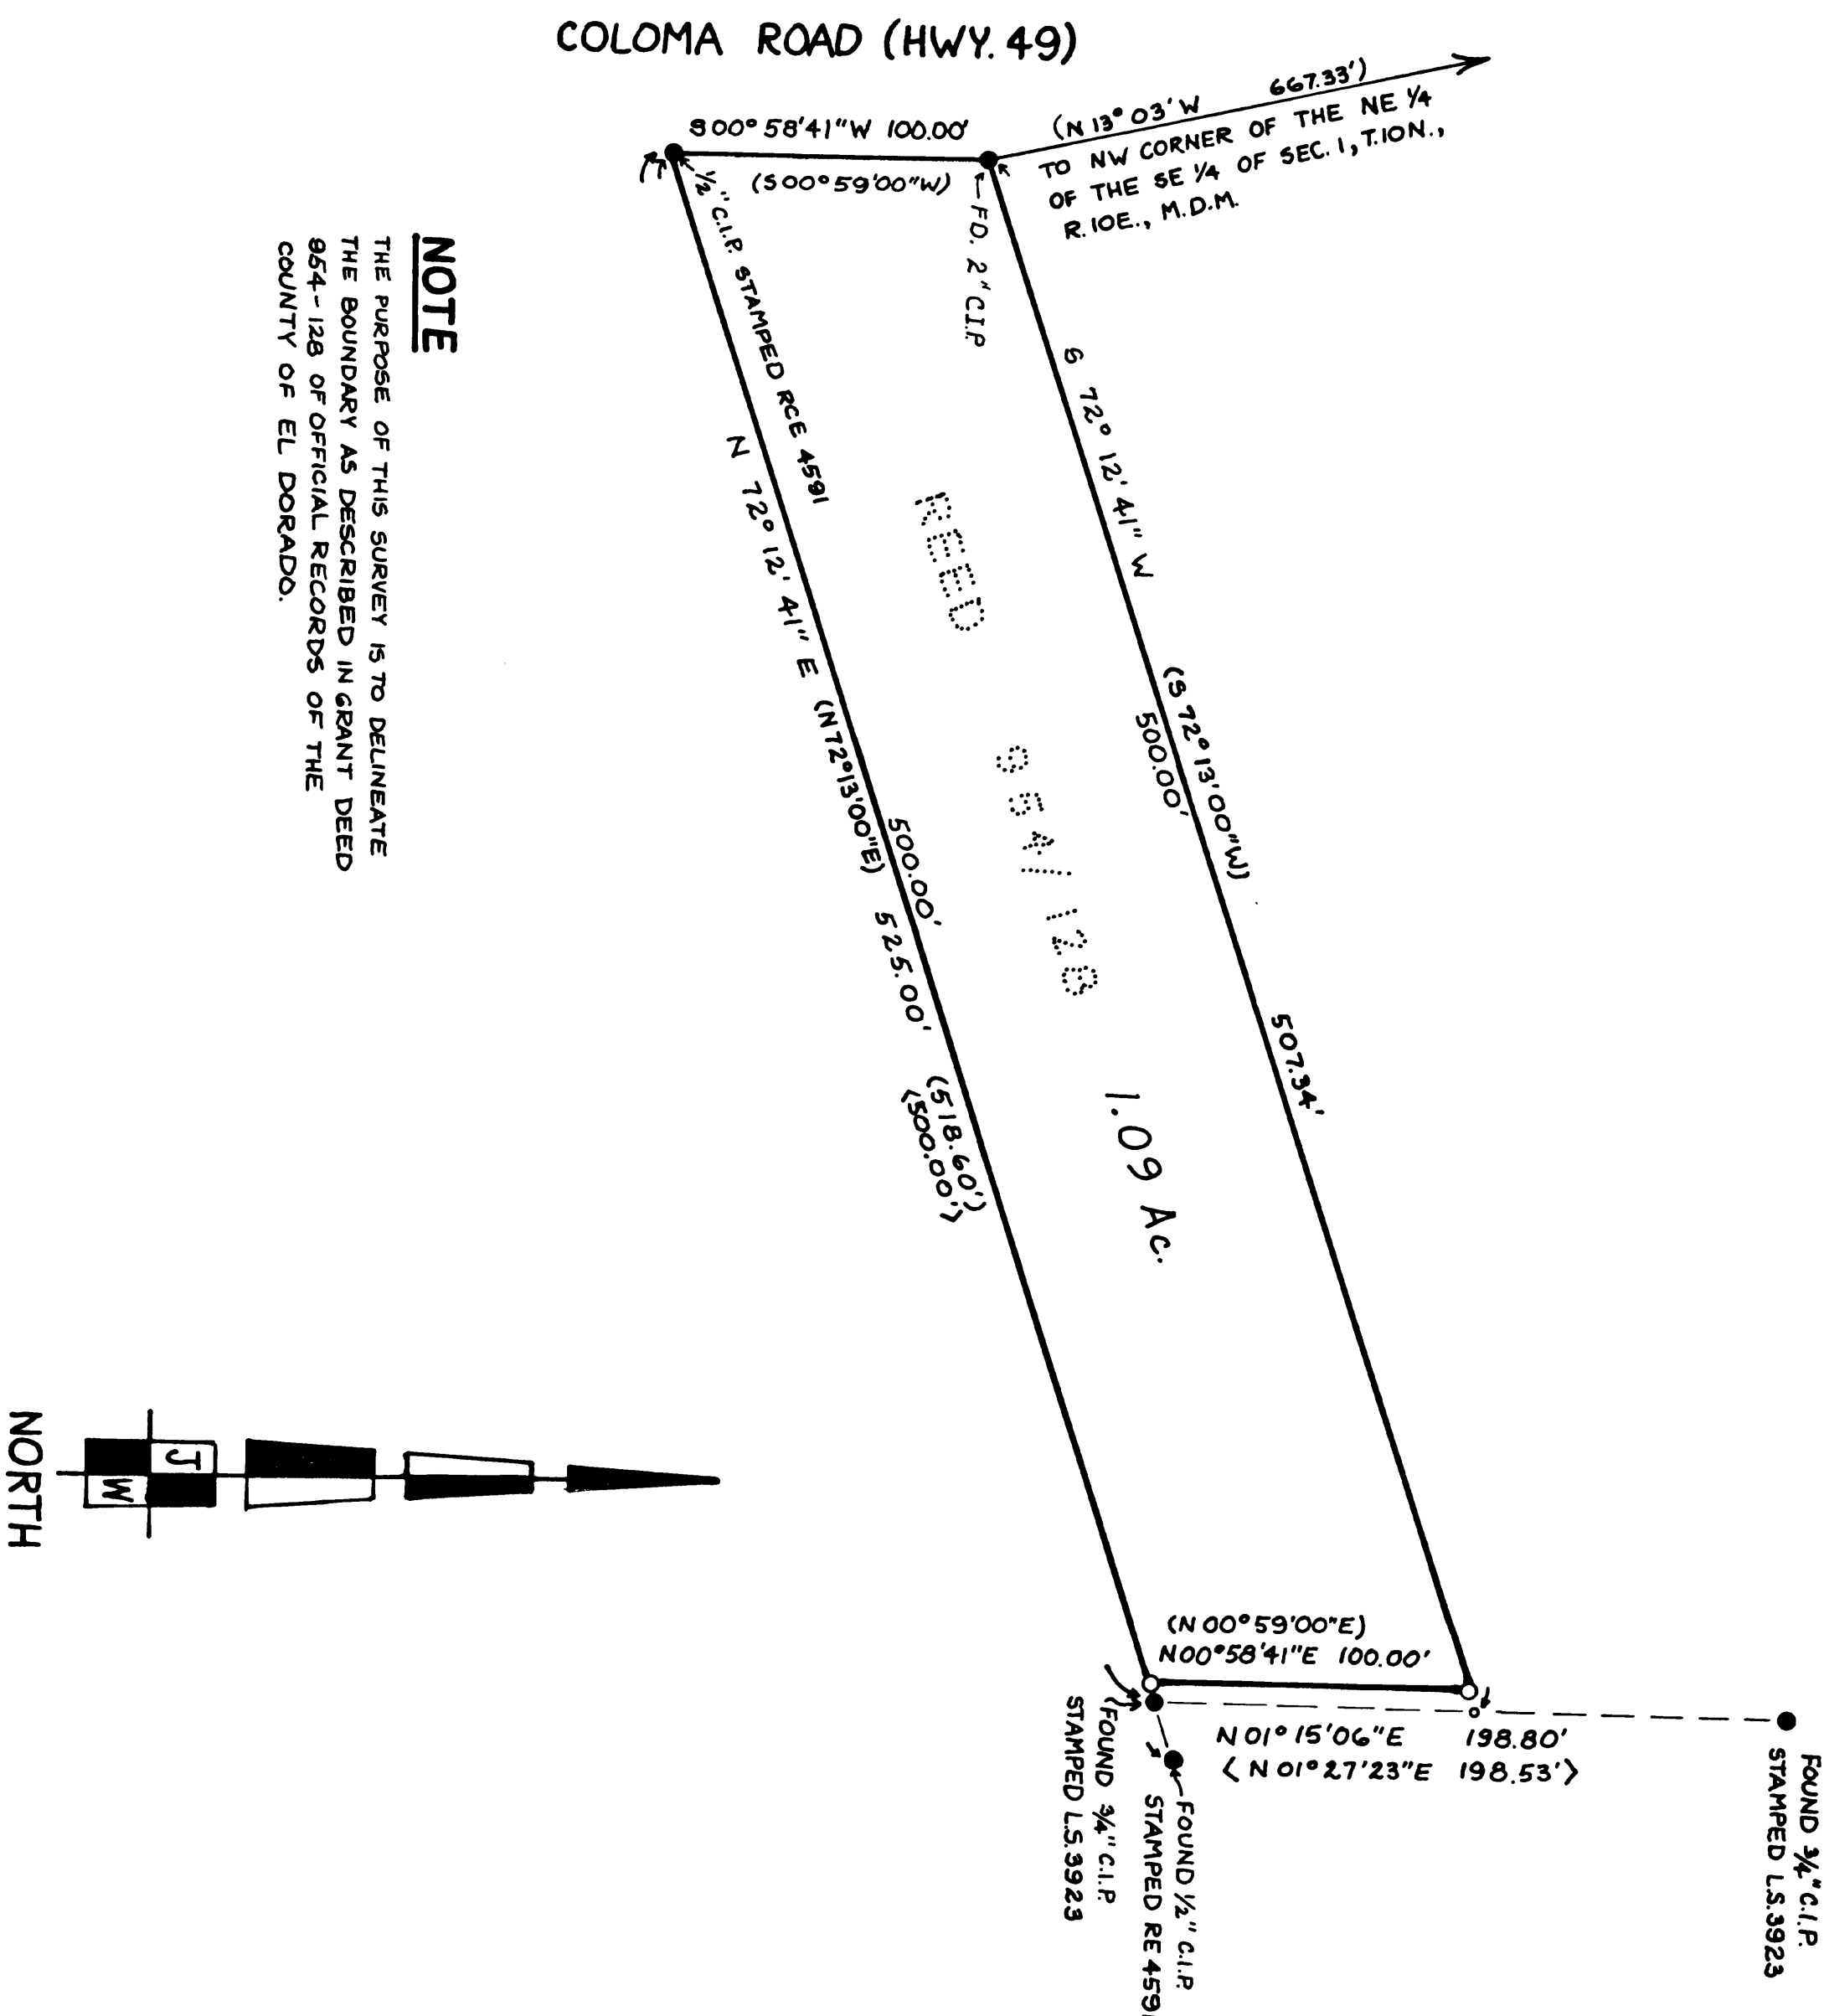 COLOMA ROAD (HWY. 49)
(N 13° 03' W 667.33')
TO NW CORNER OF THE NE 1/4
OF THE SE 1/4 OF SEC. 1, T.10N.,
R.10E., M.D.M.
S00° 58' 41" W 100.00'
(S00° 59' 00" W)
FD. 2" C.I.P.
1/2" C.I.P. STAMPED RCE 4591
S 72° 12' 41" W
(S 72° 13' 00" W)
500.00'
507.34'
N 72° 12' 41" E (N72° 13' 00" E) 525.00' (518.60')
500.00'
<500.00'>
REED
954/128
1.09 Ac.
NOTE
THE PURPOSE OF THIS SURVEY IS TO DELINEATE
THE BOUNDARY AS DESCRIBED IN GRANT DEED
954-128 OF OFFICIAL RECORDS OF THE
COUNTY OF EL DORADO.
(N 00° 59' 00" E)
N00° 58' 41" E 100.00'
N 01° 15' 06" E 198.80'
< N 01° 27' 23" E 198.53' >
FOUND 3/4" C.I.P.
STAMPED L.S. 3923
FOUND 1/2" C.I.P.
STAMPED RE 459
FOUND 3/4" C.I.P.
STAMPED L.S. 3923
J
W
NORTH